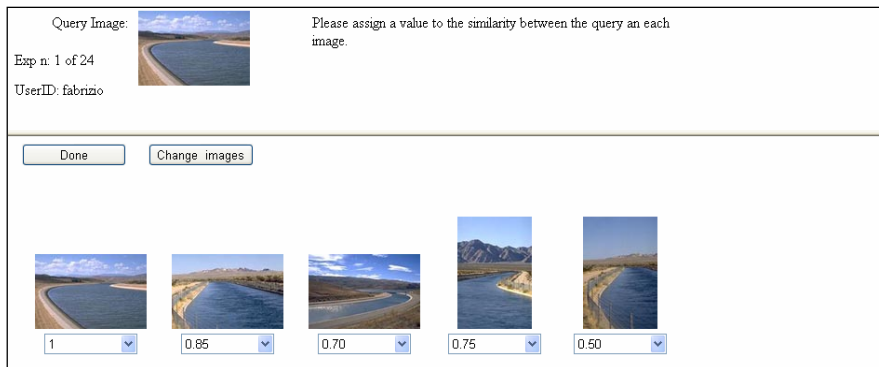 Query Image:
Please assign a value to the similarity between the query an each
image.
Exp n: 1 of 24
UserID: fabrizio
Done
Change images
1
0.85
0.70
0.75
0.50